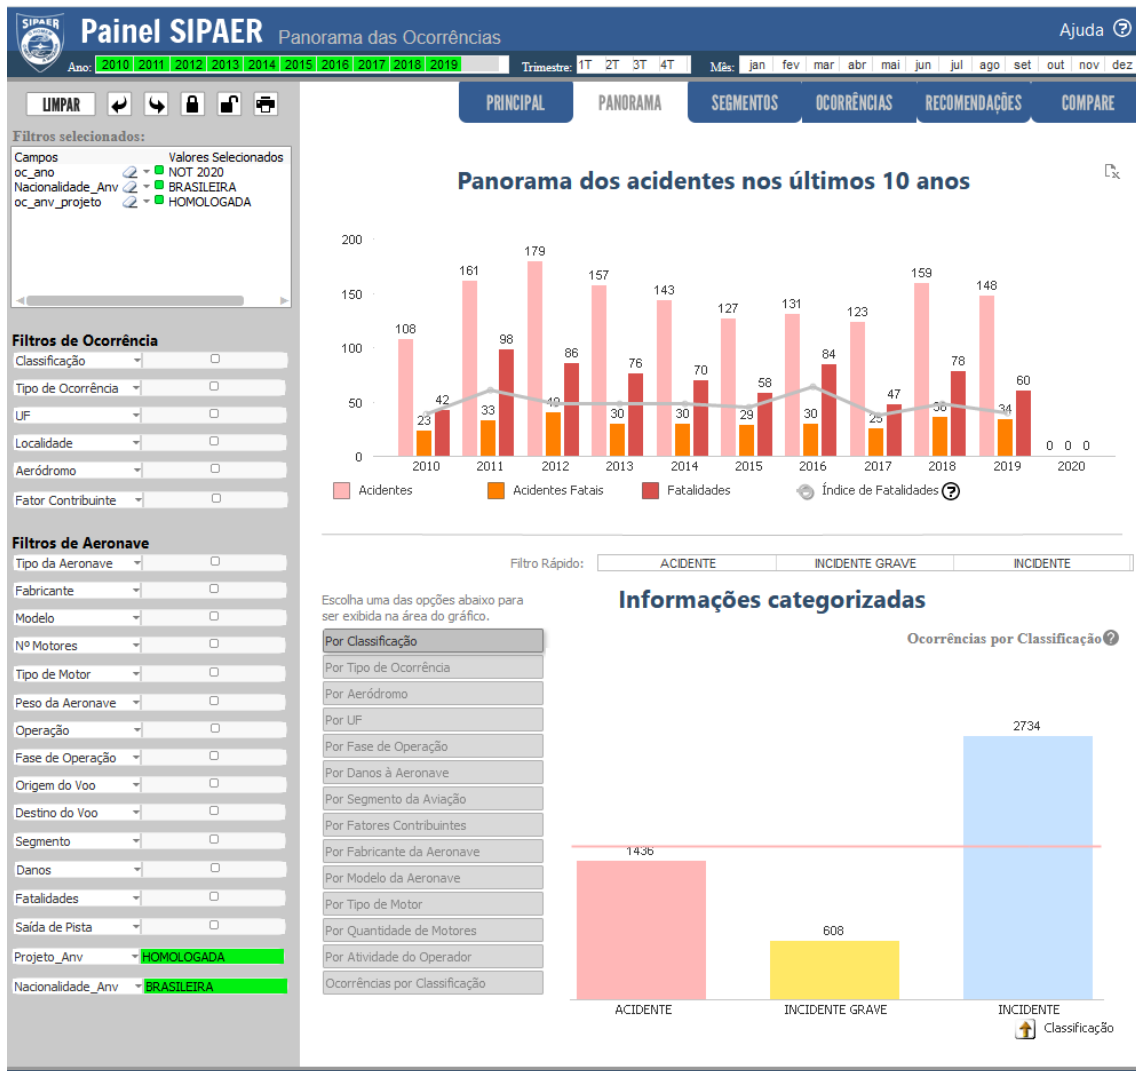 SIPAER
Painel SIPAER Panorama das Ocorrências
Ajuda ?
Ano: 2010 2011 2012 2013 2014 2015 2016 2017 2018 2019
Trimestre: 1T 2T 3T 4T
Mês: jan fev mar abr mai jun jul ago set out nov dez
LIMPAR
PRINCIPAL PANORAMA SEGMENTOS OCORRÊNCIAS RECOMENDAÇÕES COMPARE
Filtros selecionados:
Campos Valores Selecionados
oc_ano NOT 2020
Nacionalidade_Anv BRASILEIRA
oc_anv_projeto HOMOLOGADA
Filtros de Ocorrência
Classificação
Tipo de Ocorrência
UF
Localidade
Aeródromo
Fator Contribuinte
Filtros de Aeronave
Tipo da Aeronave
Fabricante
Modelo
Nº Motores
Tipo de Motor
Peso da Aeronave
Operação
Fase de Operação
Origem do Voo
Destino do Voo
Segmento
Danos
Fatalidades
Saída de Pista
Projeto_Anv HOMOLOGADA
Nacionalidade_Anv BRASILEIRA
Panorama dos acidentes nos últimos 10 anos
200
150
100
50
0
108 23 42
161 33 98
179 40 86
157 30 76
143 30 70
127 29 58
131 30 84
123 25 47
159 36 78
148 34 60
0 0 0
2010 2011 2012 2013 2014 2015 2016 2017 2018 2019 2020
Acidentes Acidentes Fatais Fatalidades Índice de Fatalidades ?
Filtro Rápido: ACIDENTE INCIDENTE GRAVE INCIDENTE
Escolha uma das opções abaixo para
ser exibida na área do gráfico.
Por Classificação
Por Tipo de Ocorrência
Por Aeródromo
Por UF
Por Fase de Operação
Por Danos à Aeronave
Por Segmento da Aviação
Por Fatores Contribuintes
Por Fabricante da Aeronave
Por Modelo da Aeronave
Por Tipo de Motor
Por Quantidade de Motores
Por Atividade do Operador
Ocorrências por Classificação
Informações categorizadas
Ocorrências por Classificação ?
1436
608
2734
ACIDENTE INCIDENTE GRAVE INCIDENTE
Classificação